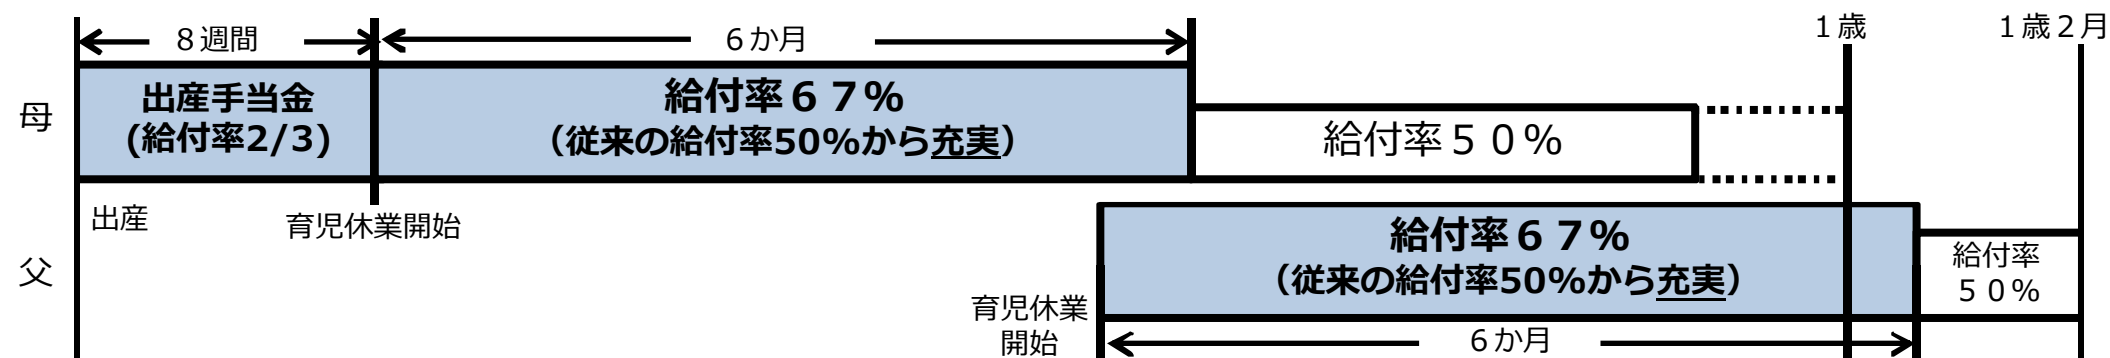 ８週間
６か月
１歳
１歳２月
母
出産手当金
(給付率2/3)
給付率６７%
（従来の給付率50%から充実）
給付率５０%
出産
育児休業開始
父
給付率６７%
（従来の給付率50%から充実）
給付率
５０%
育児休業
開始
６か月